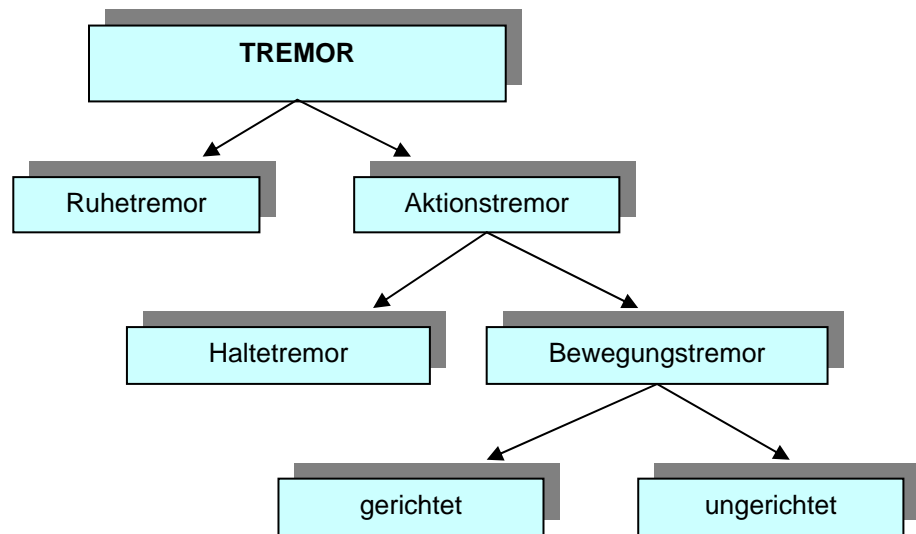 TREMOR
Ruhetremor
Aktionstremor
Haltetremor
Bewegungstremor
gerichtet
ungerichtet